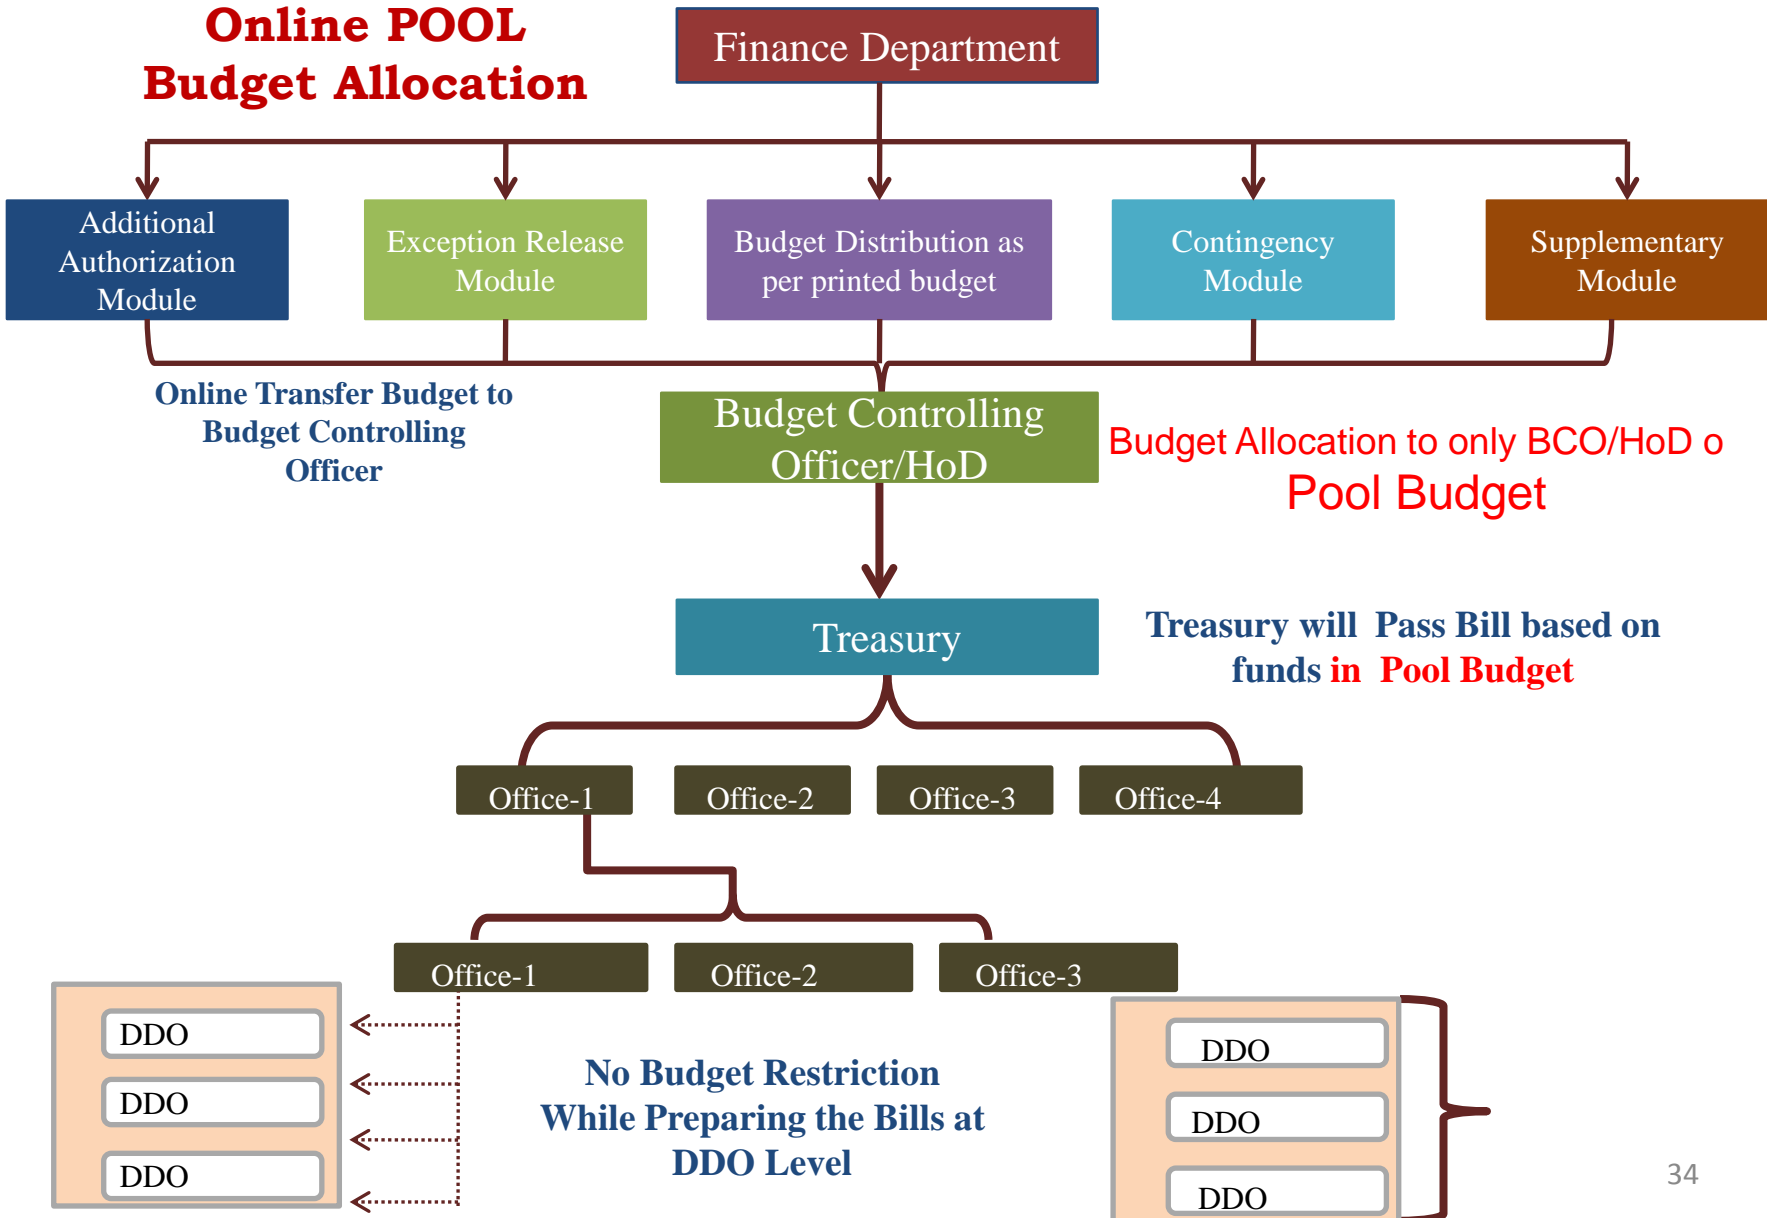 Online POOL
Budget Allocation
Finance Department
Additional
Authorization
Module
Exception Release
Module
Budget Distribution as
per printed budget
Contingency
Module
Supplementary
Module
Online Transfer Budget to
Budget Controlling
Officer
Budget Controlling
Officer/HoD
Budget Allocation to only BCO/HoD o
Pool Budget
Treasury
Treasury will Pass Bill based on
funds in Pool Budget
Office-1
Office-2
Office-3
Office-4
Office-1
Office-2
Office-3
DDO
DDO
DDO
No Budget Restriction
While Preparing the Bills at
DDO Level
DDO
DDO
DDO
34